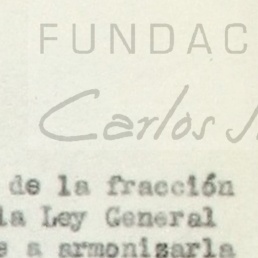 FUNDAC
Carlos
de la fracción
la Ley General
e a armonizarla